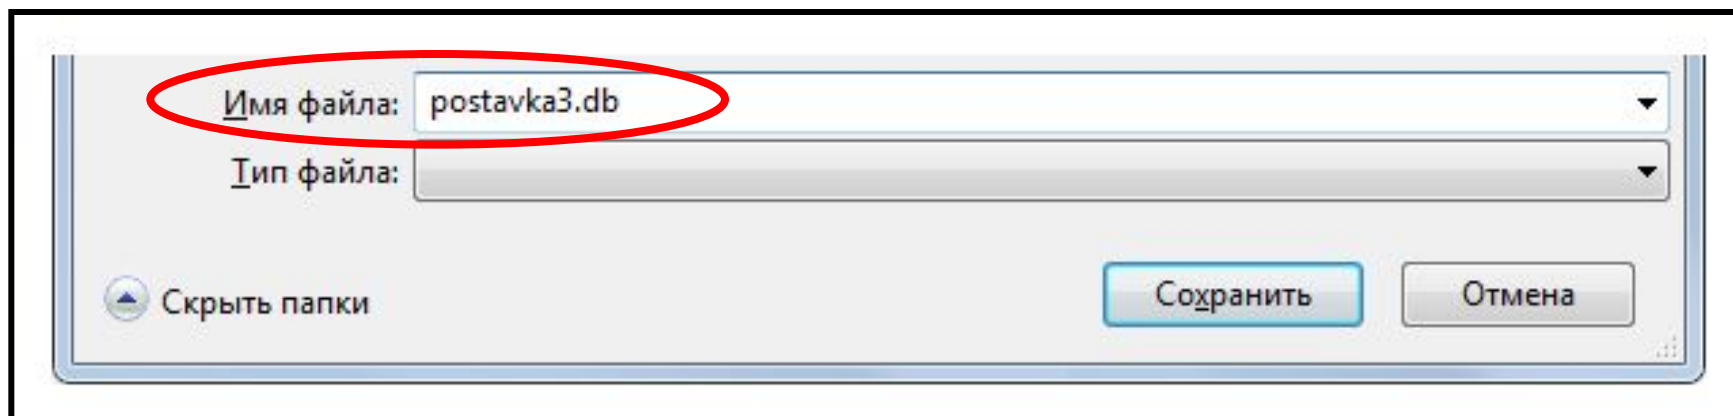 Имя файла: postavka3.db
Тип файла:
Скрыть папки
Сохранить
Отмена